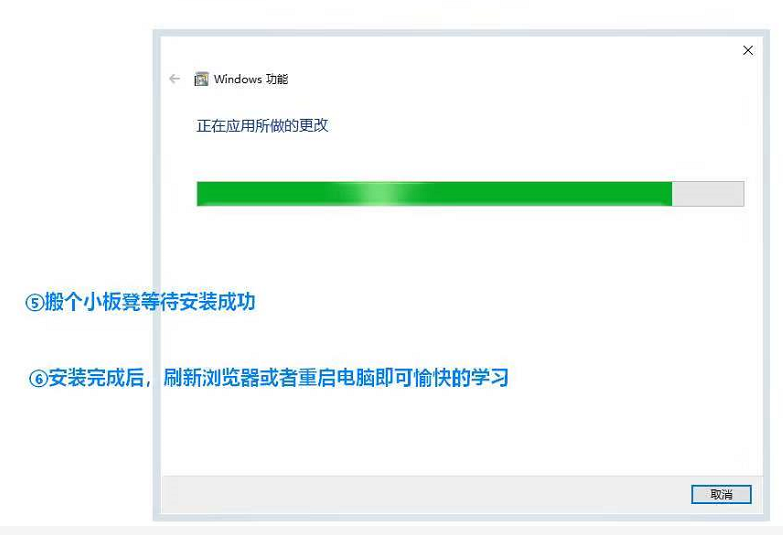 Windows 功能
正在应用所做的更改
⑤搬个小板凳等待安装成功
⑥安装完成后，刷新浏览器或者重启电脑即可愉快的学习
取消